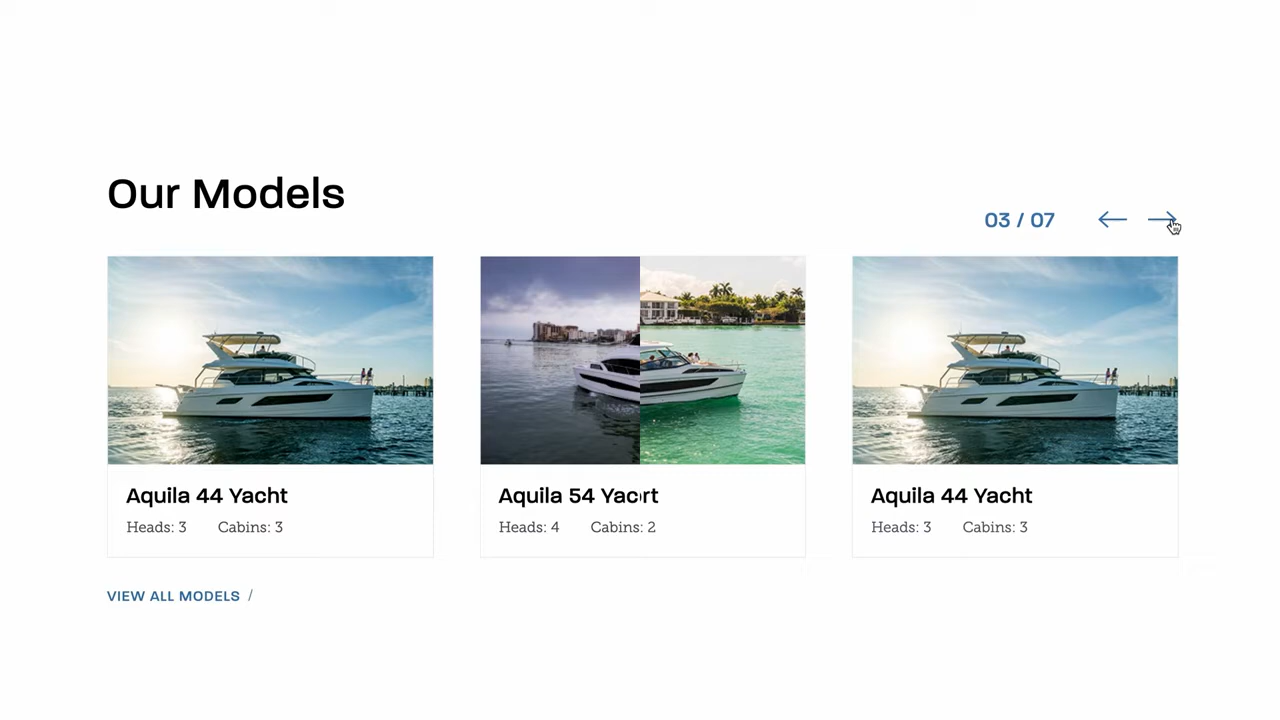 Our Models
03 / 07
Aquila 44 Yacht
Heads: 3 Cabins: 3
Aquila 54 Yacrt
Heads: 4 Cabins: 2
Aquila 44 Yacht
Heads: 3 Cabins: 3
VIEW ALL MODELS /